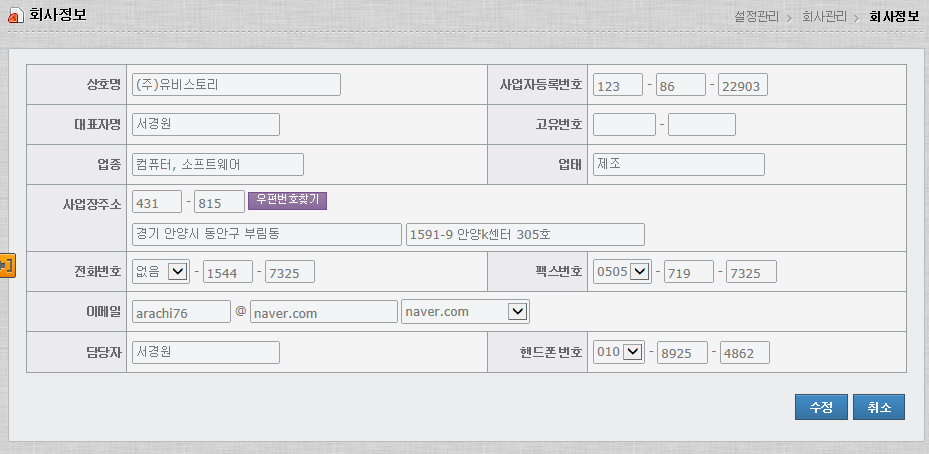 회사정보
설정관리 > 회사관리 > 회사정보
상호명 (주)유비스토리 사업자등록번호 123 - 86 - 22903
대표자명 서경원 고유번호 -
업종 컴퓨터, 소프트웨어 업태 제조
사업장주소 431 - 815 우편번호찾기
경기 안양시 동안구 부림동 1591-9 안양k센터 305호
전화번호 없음 - 1544 - 7325 팩스번호 0505 - 719 - 7325
이메일 arachi76 @ naver.com naver.com
담당자 서경원 핸드폰번호 010 - 8925 - 4862
수정 취소